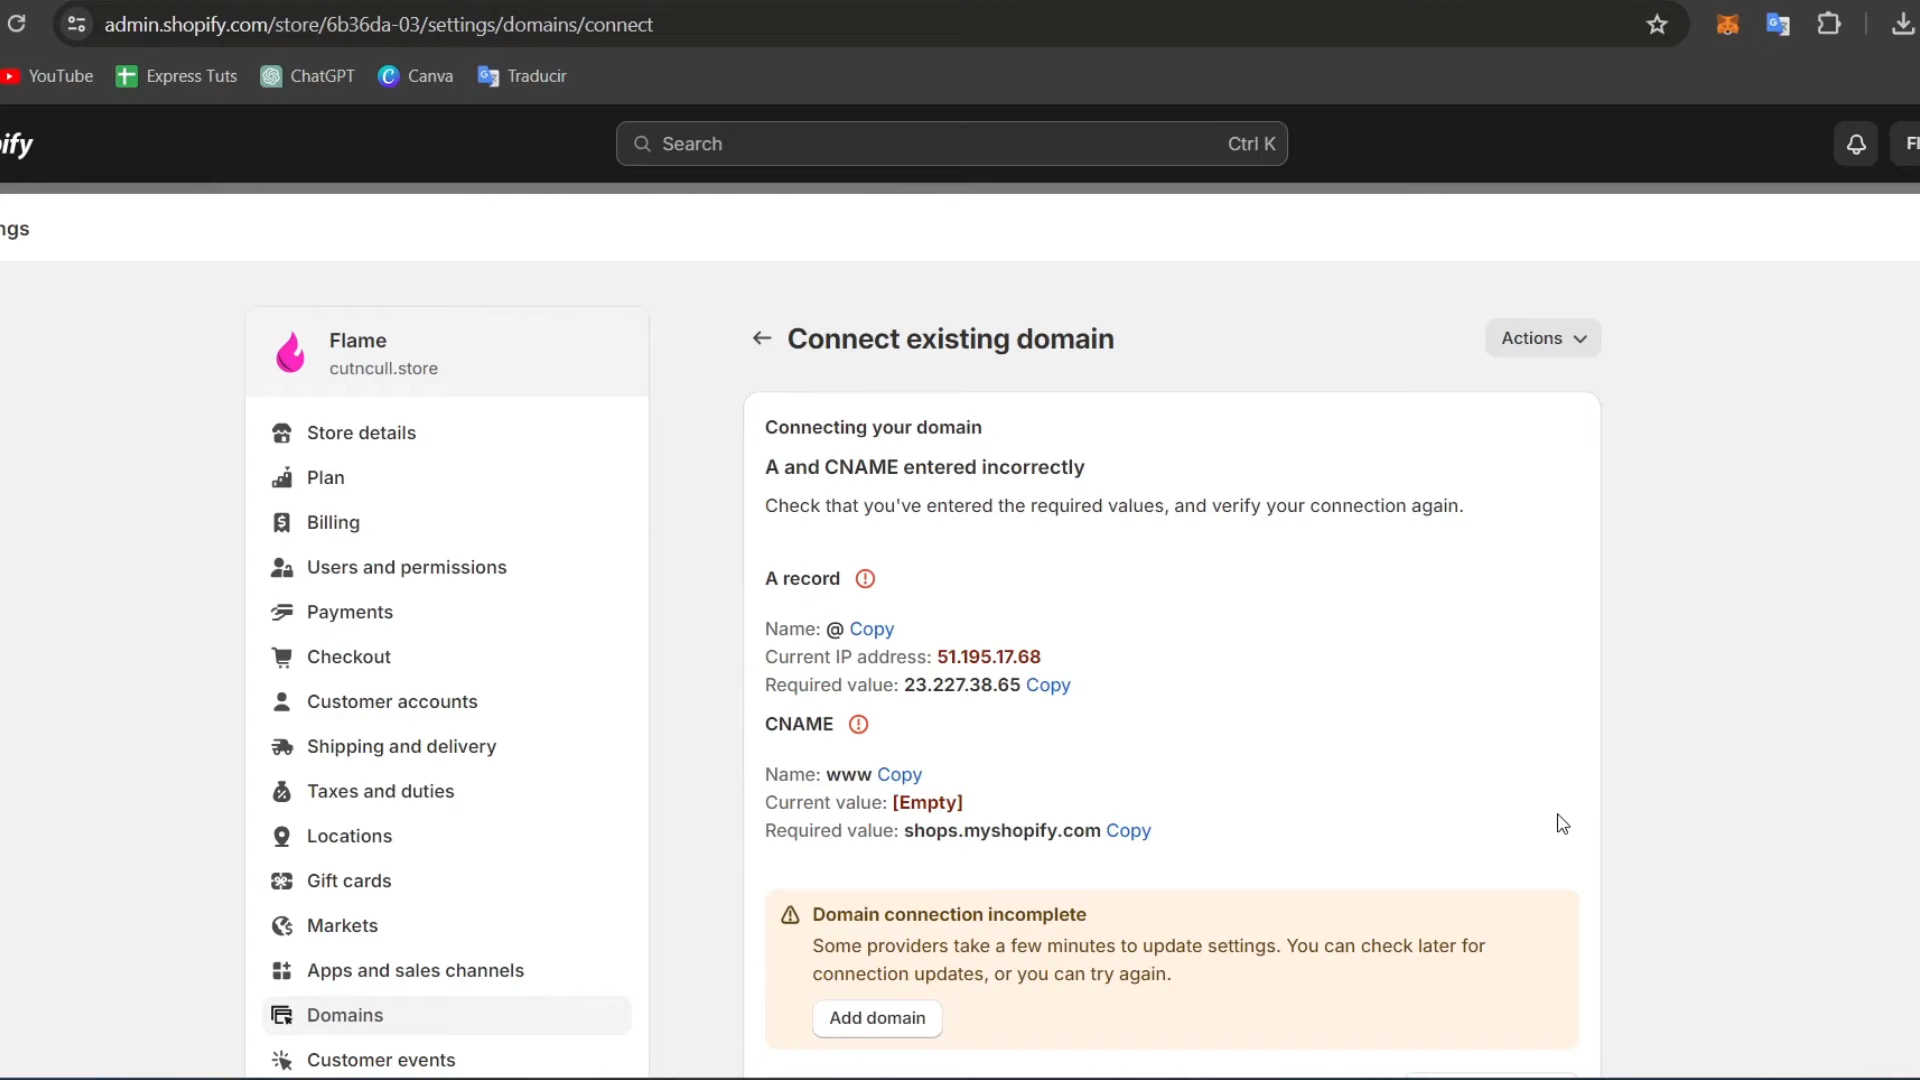 admin.shopify.com/store/6b36da-03/settings/domains/connect
YouTube
Express Tuts
ChatGPT
Canva
Traducir
ify
Search
Ctrl K
Fl
ngs
Flame
cutncull.store
Store details
Plan
Billing
Users and permissions
Payments
Checkout
Customer accounts
Shipping and delivery
Taxes and duties
Locations
Gift cards
Markets
Apps and sales channels
Domains
Customer events
Connect existing domain
Actions
Connecting your domain
A and CNAME entered incorrectly
Check that you've entered the required values, and verify your connection again.
A record
Name: @ Copy
Current IP address: 51.195.17.68
Required value: 23.227.38.65 Copy
CNAME
Name: www Copy
Current value: [Empty]
Required value: shops.myshopify.com Copy
Domain connection incomplete
Some providers take a few minutes to update settings. You can check later for
connection updates, or you can try again.
Add domain